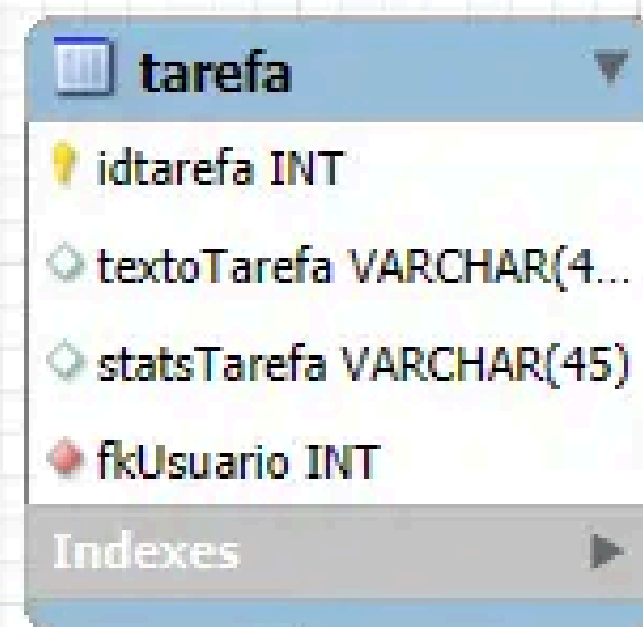 tarefa
idtarefa INT
textoTarefa VARCHAR(4...
statsTarefa VARCHAR(45)
fkUsuario INT
Indexes